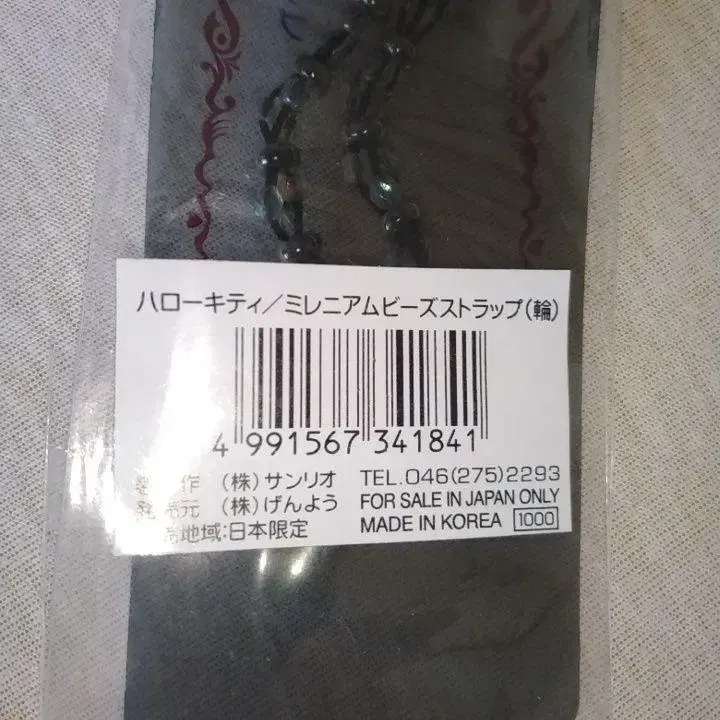 ハローキティ/ミレニアムビーズストラップ(輪)
4 991567 341841
作 (株)サンリオ TEL.046(275)2293
発売元 (株)げんよう FOR SALE IN JAPAN ONLY
地域:日本限定 MADE IN KOREA 1000